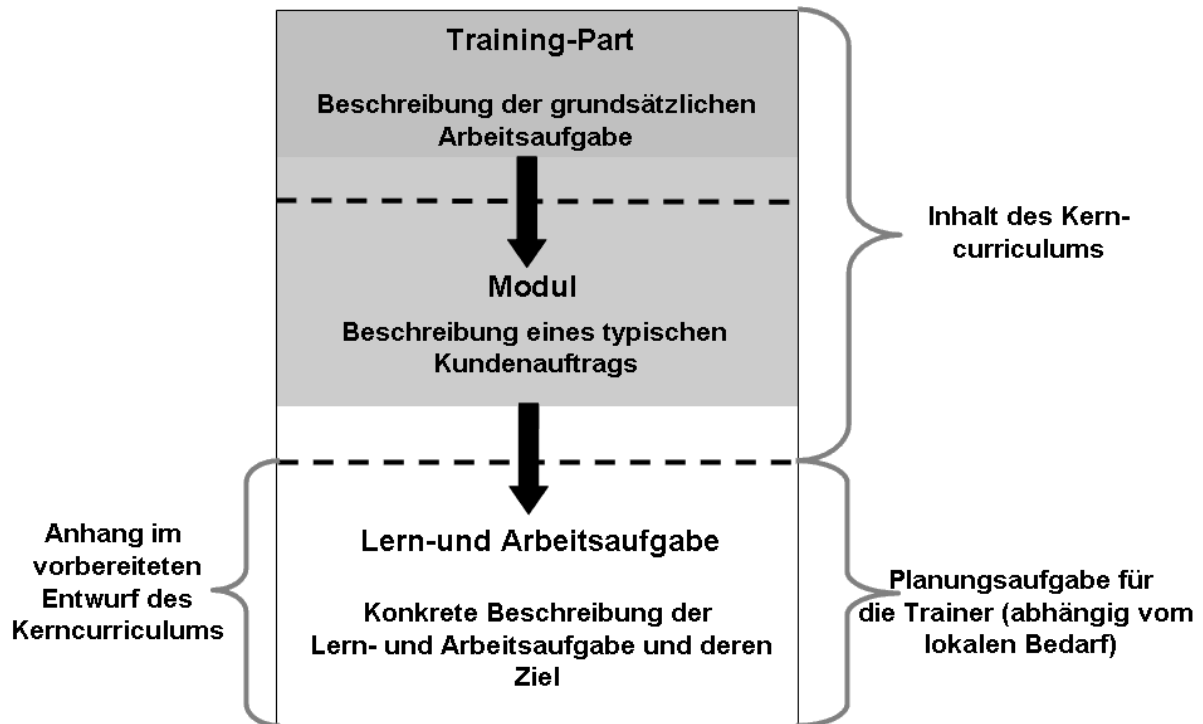 Training-Part
Beschreibung der grundsätzlichen
Arbeitsaufgabe
Inhalt des Kern-
curriculums
Modul
Beschreibung eines typischen
Kundenauftrags
Anhang im
vorbereiteten
Entwurf des
Kerncurriculums
Lern-und Arbeitsaufgabe
Konkrete Beschreibung der
Lern- und Arbeitsaufgabe und deren
Ziel
Planungsaufgabe für
die Trainer (abhängig vom
lokalen Bedarf)